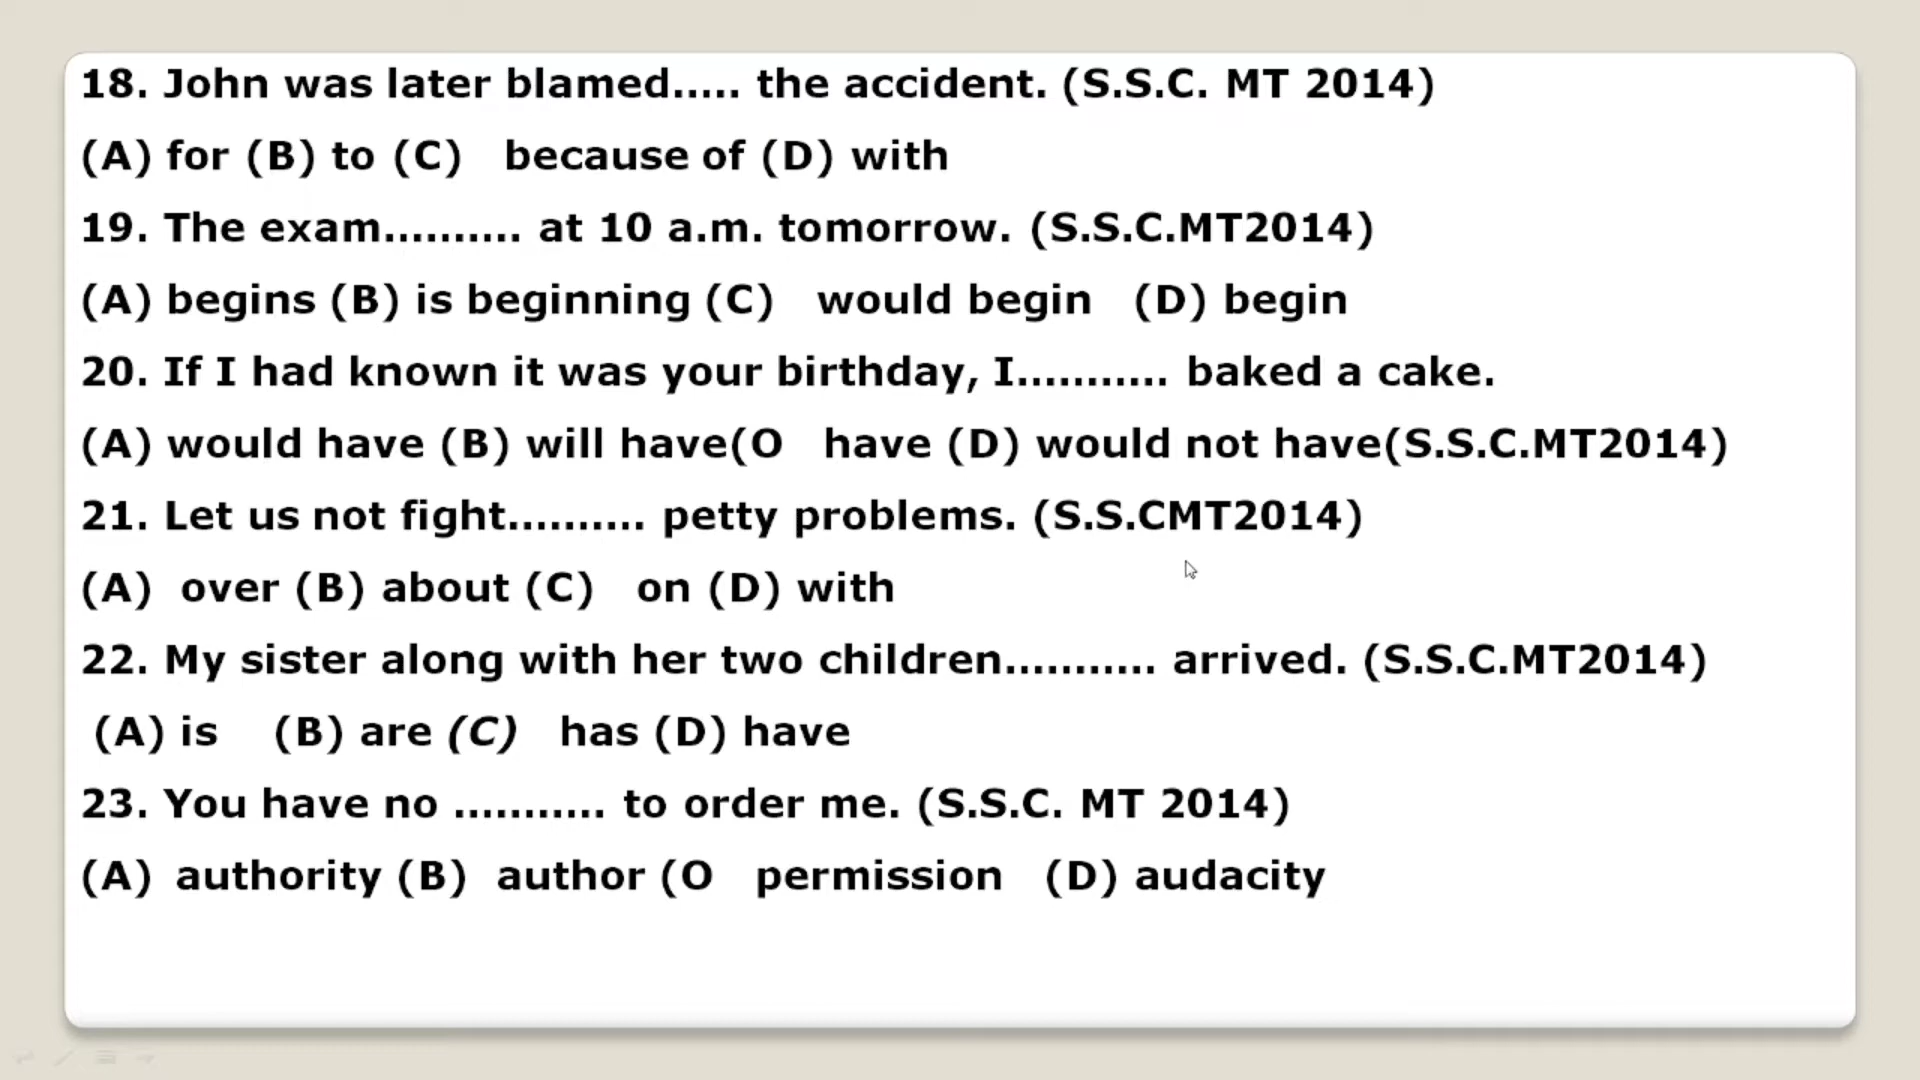 18. John was later blamed..... the accident. (S.S.C. MT 2014)
(A) for (B) to (C) because of (D) with
19. The exam.......... at 10 a.m. tomorrow. (S.S.C.MT2014)
(A) begins (B) is beginning (C) would begin (D) begin
20. If I had known it was your birthday, I........... baked a cake.
(A) would have (B) will have(O have (D) would not have(S.S.C.MT2014)
21. Let us not fight.......... petty problems. (S.S.CMT2014)
(A) over (B) about (C) on (D) with
22. My sister along with her two children........... arrived. (S.S.C.MT2014)
(A) is (B) are (C) has (D) have
23. You have no ........... to order me. (S.S.C. MT 2014)
(A) authority (B) author (O permission (D) audacity